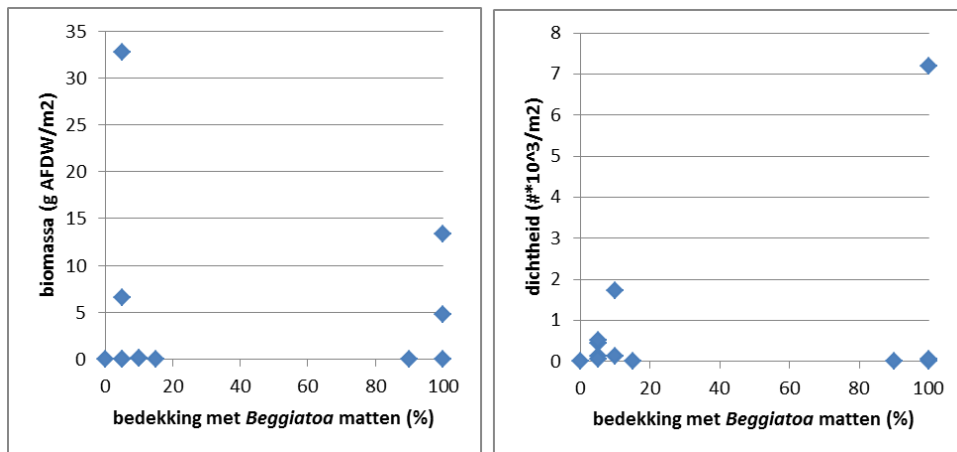 35
30
25
20
15
10
5
0
biomassa (g AFDW/m2)
0 20 40 60 80 100
bedekking met Beggiatoa matten (%)
8
7
6
5
4
3
2
1
0
dichtheid (#*10^3/m2)
0 20 40 60 80 100
bedekking met Beggiatoa matten (%)